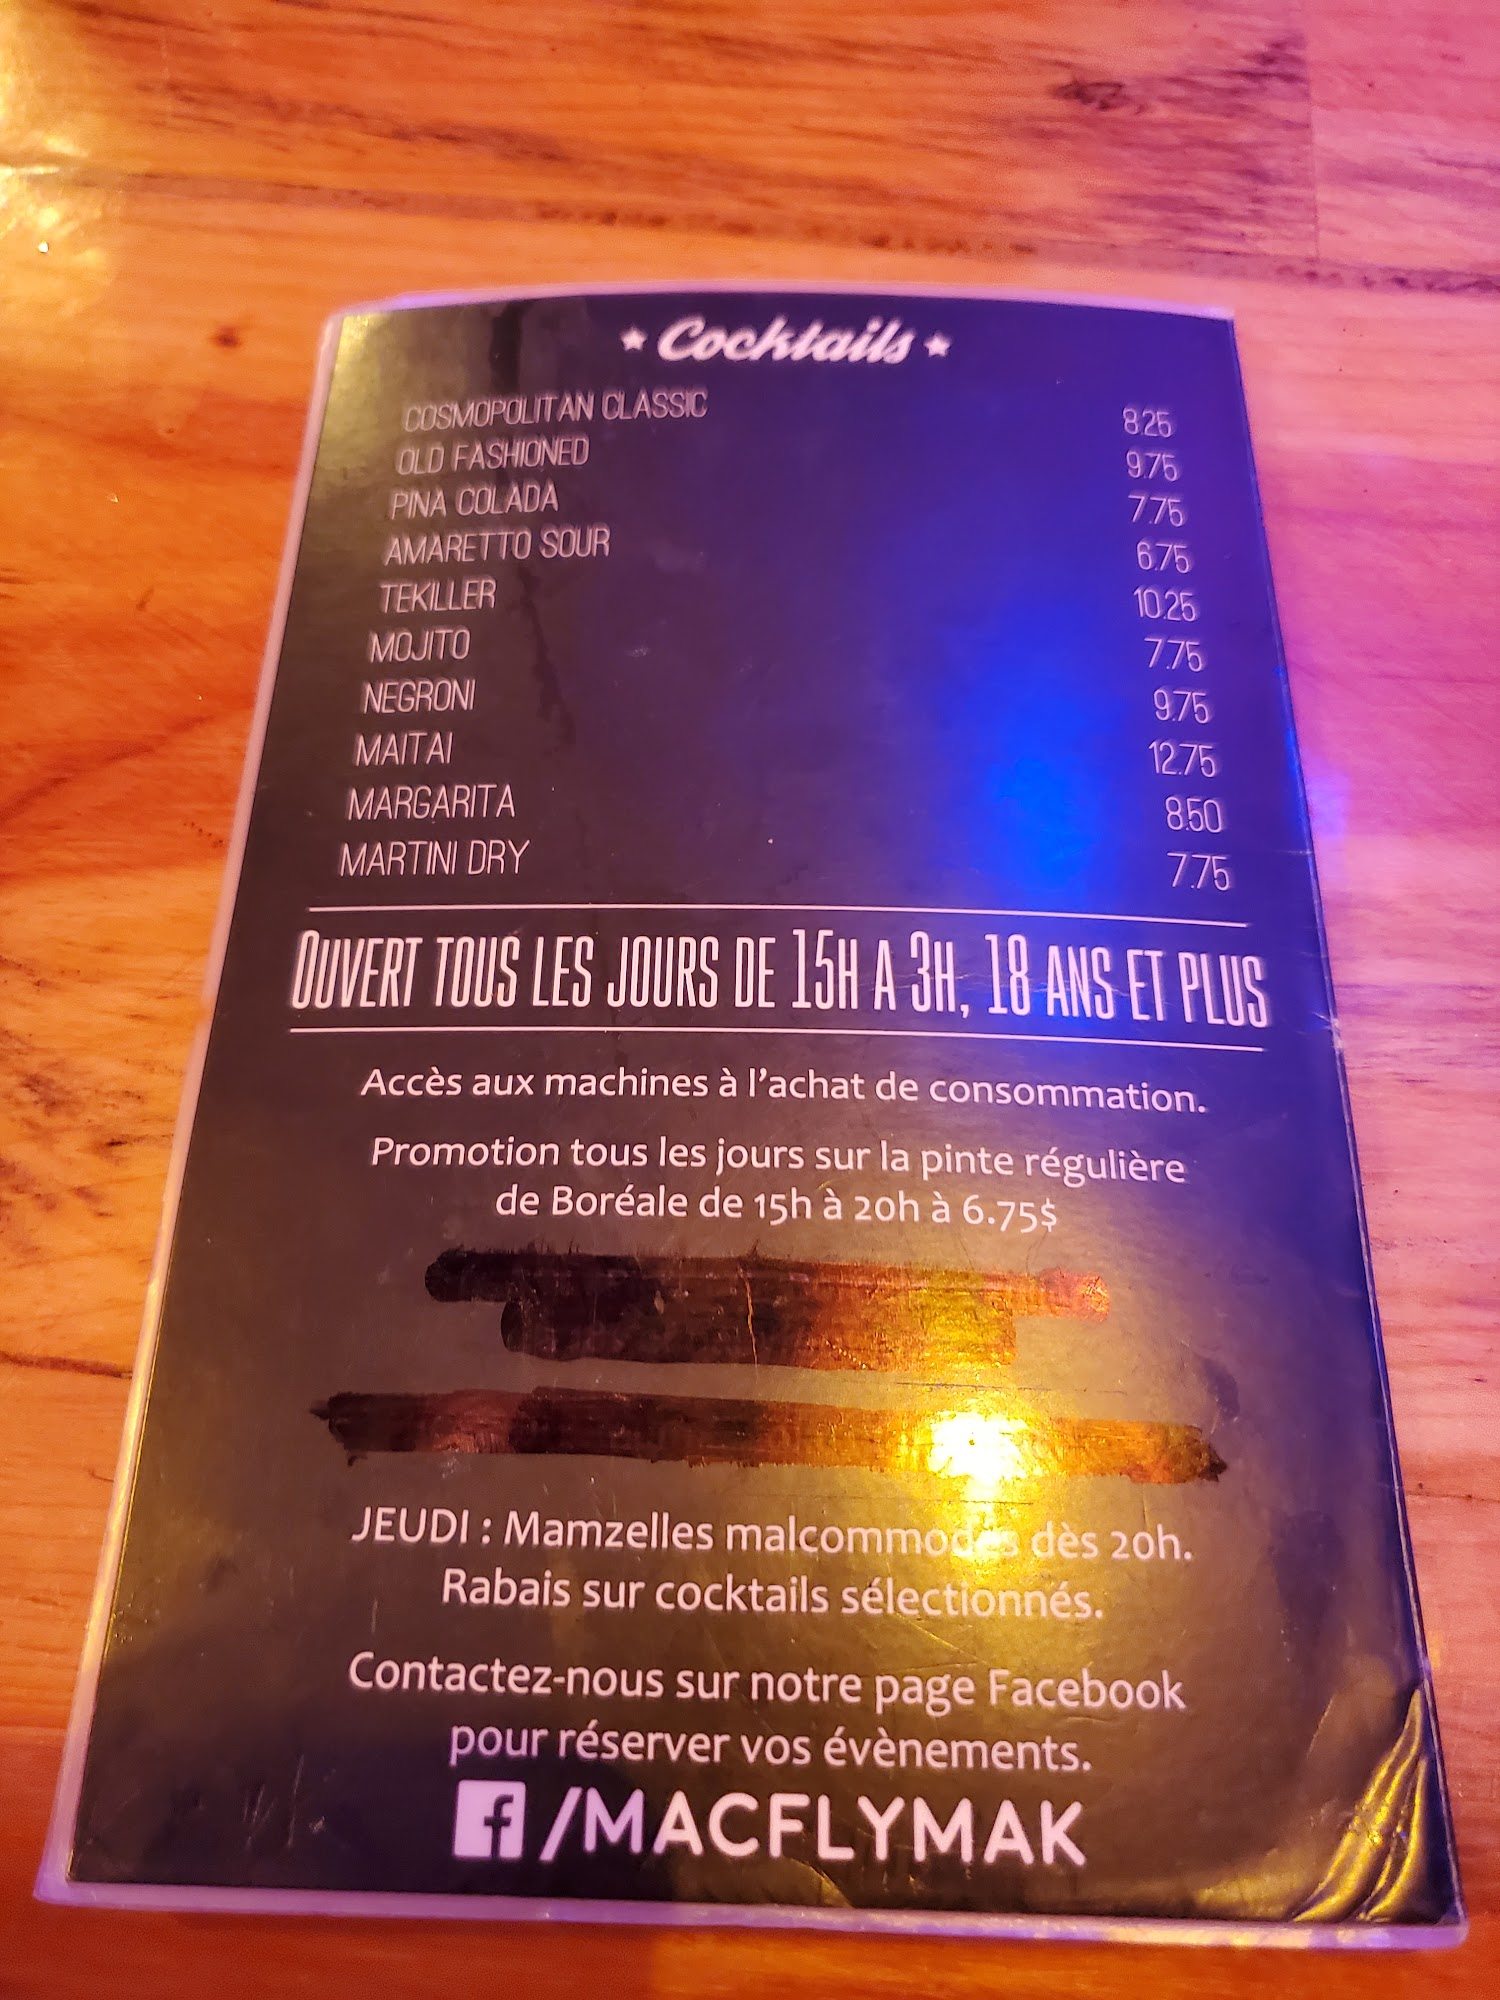 ★ Cocktails ★
COSMOPOLITAN CLASSIC 8.25
OLD FASHIONED 9.75
PINA COLADA 7.75
AMARETTO SOUR 6.75
TEKILLER 10.25
MOJITO 7.75
NEGRONI 9.75
MAITAI 12.75
MARGARITA 8.50
MARTINI DRY 7.75
OUVERT TOUS LES JOURS DE 15H A 3H, 18 ANS ET PLUS
Accès aux machines à l'achat de consommation.
Promotion tous les jours sur la pinte régulière
de Boréale de 15h à 20h à 6.75$
JEUDI : Mamzelles malcommodes dès 20h.
Rabais sur cocktails sélectionnés.
Contactez-nous sur notre page Facebook
pour réserver vos évènements.
f /MACFLYMAK